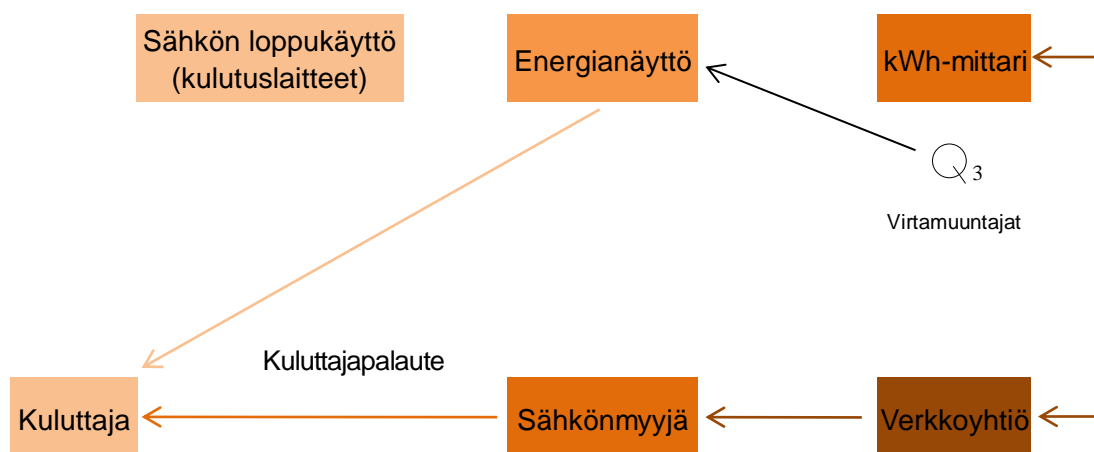 Sähkön loppukäyttö
(kulutuslaitteet)
Energianäyttö
kWh-mittari
3
Virtamuuntajat
Kuluttajapalaute
Kuluttaja
Sähkönmyyjä
Verkkoyhtiö